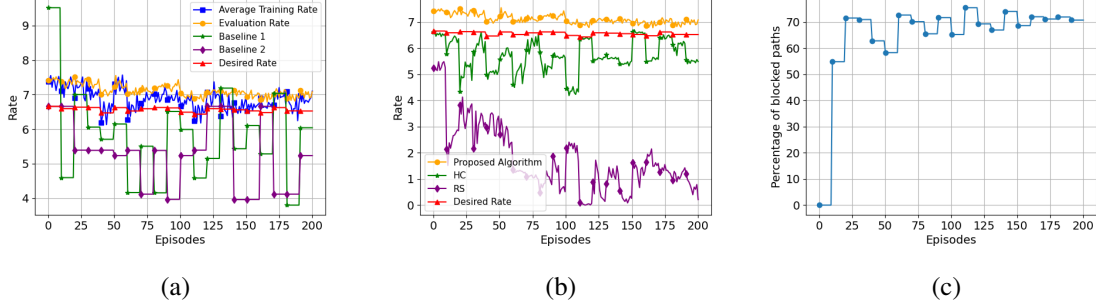 Average Training Rate
Evaluation Rate
Baseline 1
Baseline 2
Desired Rate
9
8
7
6
5
4
Rate
0 25 50 75 100 125 150 175 200
Episodes
(a)
7
6
5
4
3
2
1
0
Rate
Proposed Algorithm
HC
RS
Desired Rate
0 25 50 75 100 125 150 175 200
Episodes
(b)
70
60
50
40
30
20
10
0
Percentage of blocked paths
0 25 50 75 100 125 150 175 200
Episodes
(c)